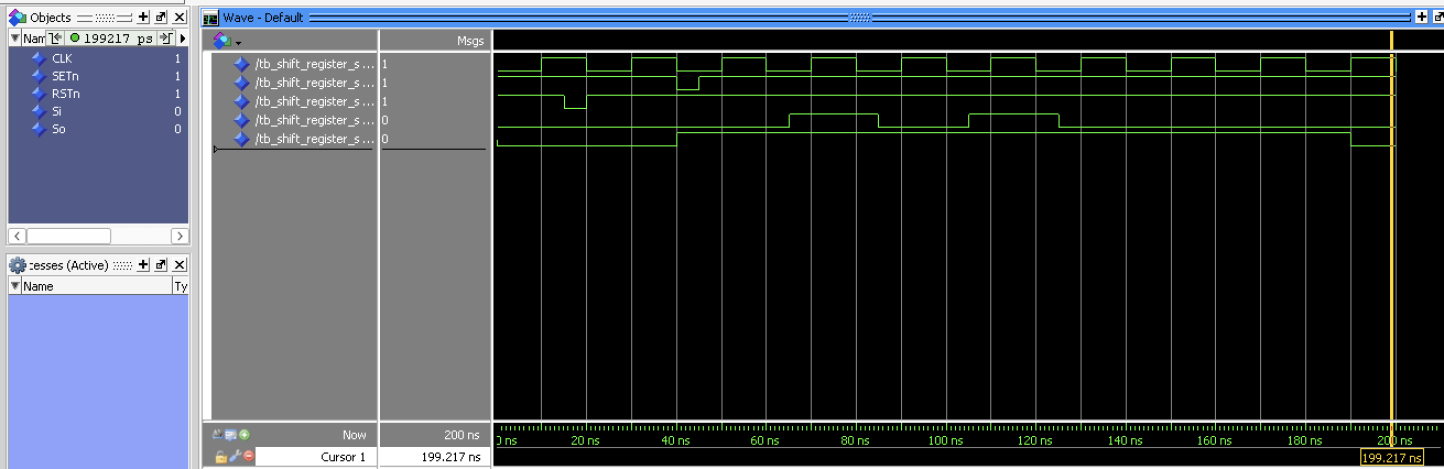 Objects
Nam 199217 ps
CLK 1
SETn 1
RSTn 1
Si 0
So 0
:esses (Active)
Name Ty
Wave - Default
Msgs
/tb_shift_register_s ... 1
/tb_shift_register_s ... 1
/tb_shift_register_s ... 1
/tb_shift_register_s ... 0
/tb_shift_register_s ... 0
Now 200 ns
Cursor 1 199.217 ns
0 ns 20 ns 40 ns 60 ns 80 ns 100 ns 120 ns 140 ns 160 ns 180 ns 200 ns
199.217 ns